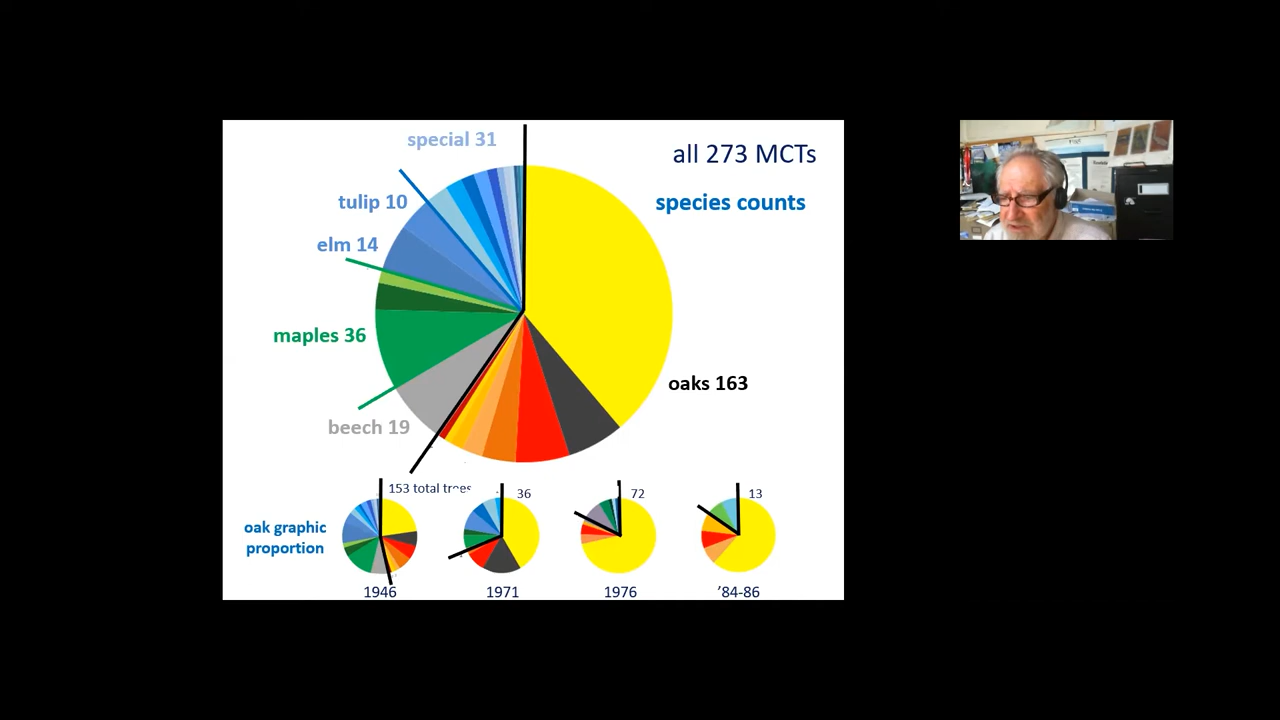 special 31
all 273 MCTs
tulip 10
species counts
elm 14
maples 36
oaks 163
beech 19
153 total trees
36
72
13
oak graphic
proportion
1946
1971
1976
’84-86